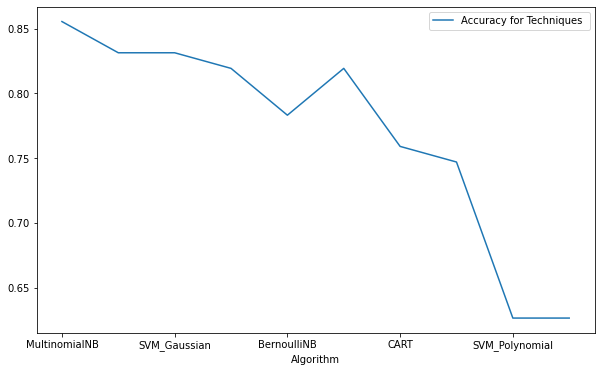 Accuracy for Techniques
0.85
0.80
0.75
0.70
0.65
MultinomialNB SVM_Gaussian BernoulliNB CART SVM_Polynomial
Algorithm